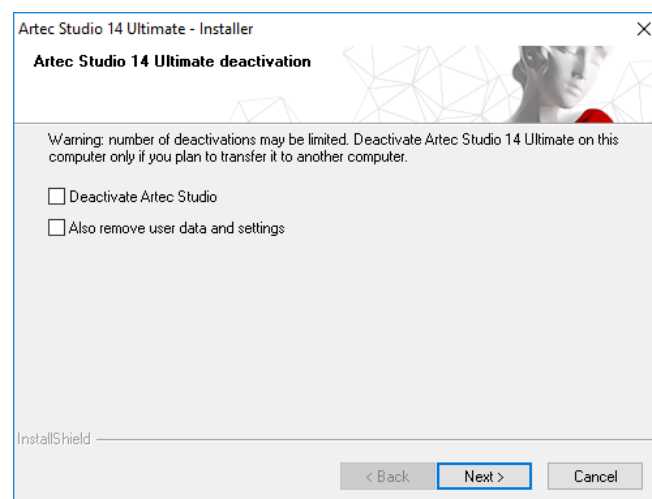 Artec Studio 14 Ultimate - Installer
Artec Studio 14 Ultimate deactivation
Warning: number of deactivations may be limited. Deactivate Artec Studio 14 Ultimate on this
computer only if you plan to transfer it to another computer.
Deactivate Artec Studio
Also remove user data and settings
InstallShield
< Back Next > Cancel